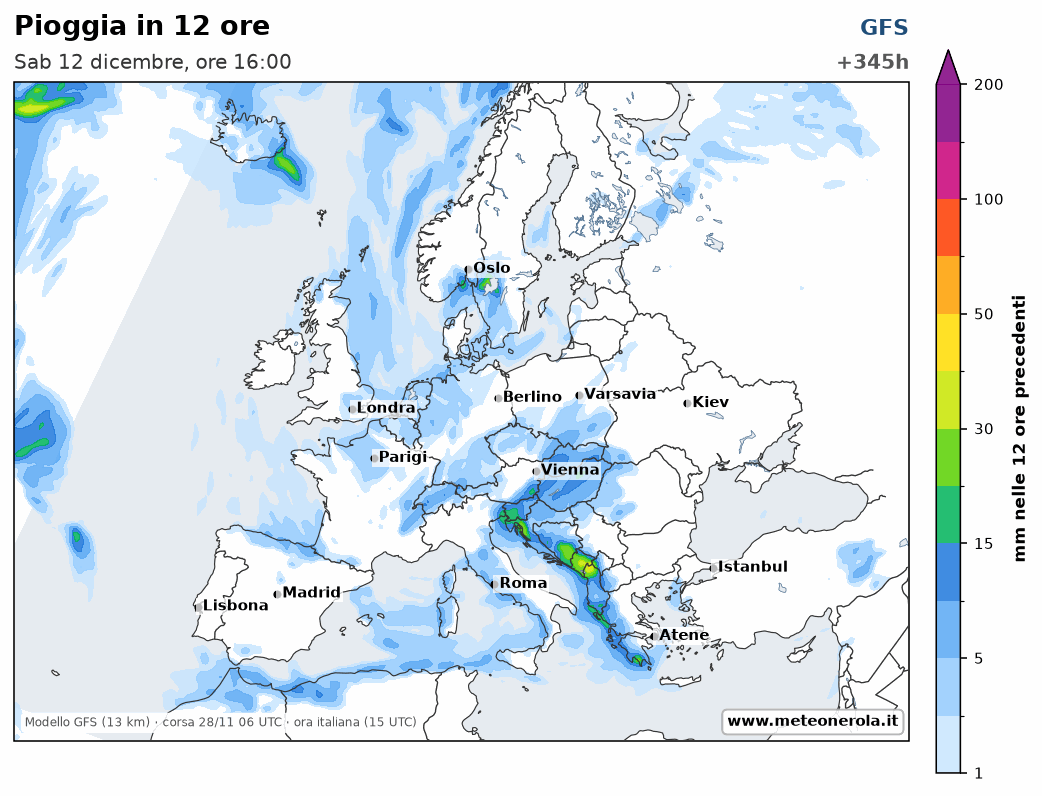 Pioggia in 12 ore
GFS
Sab 12 dicembre, ore 16:00
+345h
200
100
50
30
15
5
1
mm nelle 12 ore precedenti
Oslo
Londra
Berlino
Varsavia
Kiev
Parigi
Vienna
Istanbul
Roma
Madrid
Lisbona
Atene
Modello GFS (13 km) · corsa 28/11 06 UTC · ora italiana (15 UTC)
www.meteonerola.it